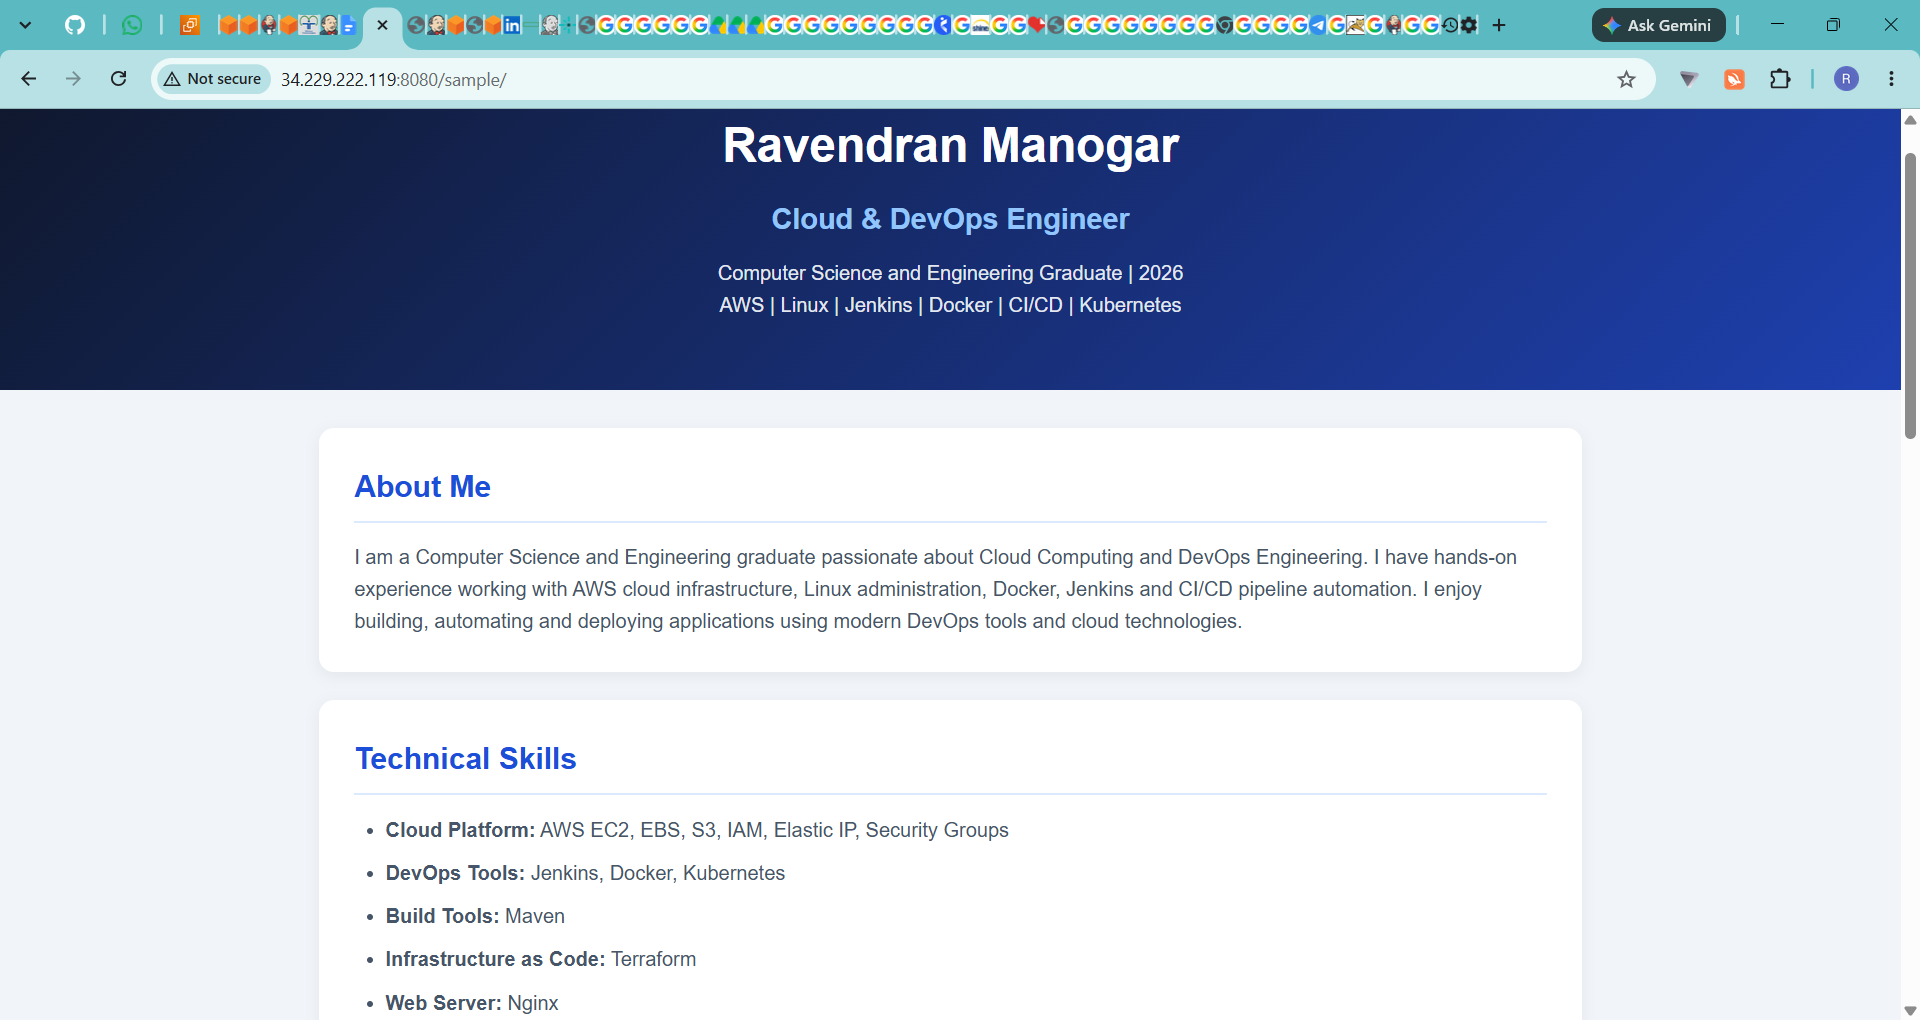 Ask Gemini
Not secure
34.229.222.119:8080/sample/
R
Ravendran Manogar
Cloud & DevOps Engineer
Computer Science and Engineering Graduate | 2026
AWS | Linux | Jenkins | Docker | CI/CD | Kubernetes
About Me
I am a Computer Science and Engineering graduate passionate about Cloud Computing and DevOps Engineering. I have hands-on
experience working with AWS cloud infrastructure, Linux administration, Docker, Jenkins and CI/CD pipeline automation. I enjoy
building, automating and deploying applications using modern DevOps tools and cloud technologies.
Technical Skills
• Cloud Platform: AWS EC2, EBS, S3, IAM, Elastic IP, Security Groups
• DevOps Tools: Jenkins, Docker, Kubernetes
• Build Tools: Maven
• Infrastructure as Code: Terraform
• Web Server: Nginx